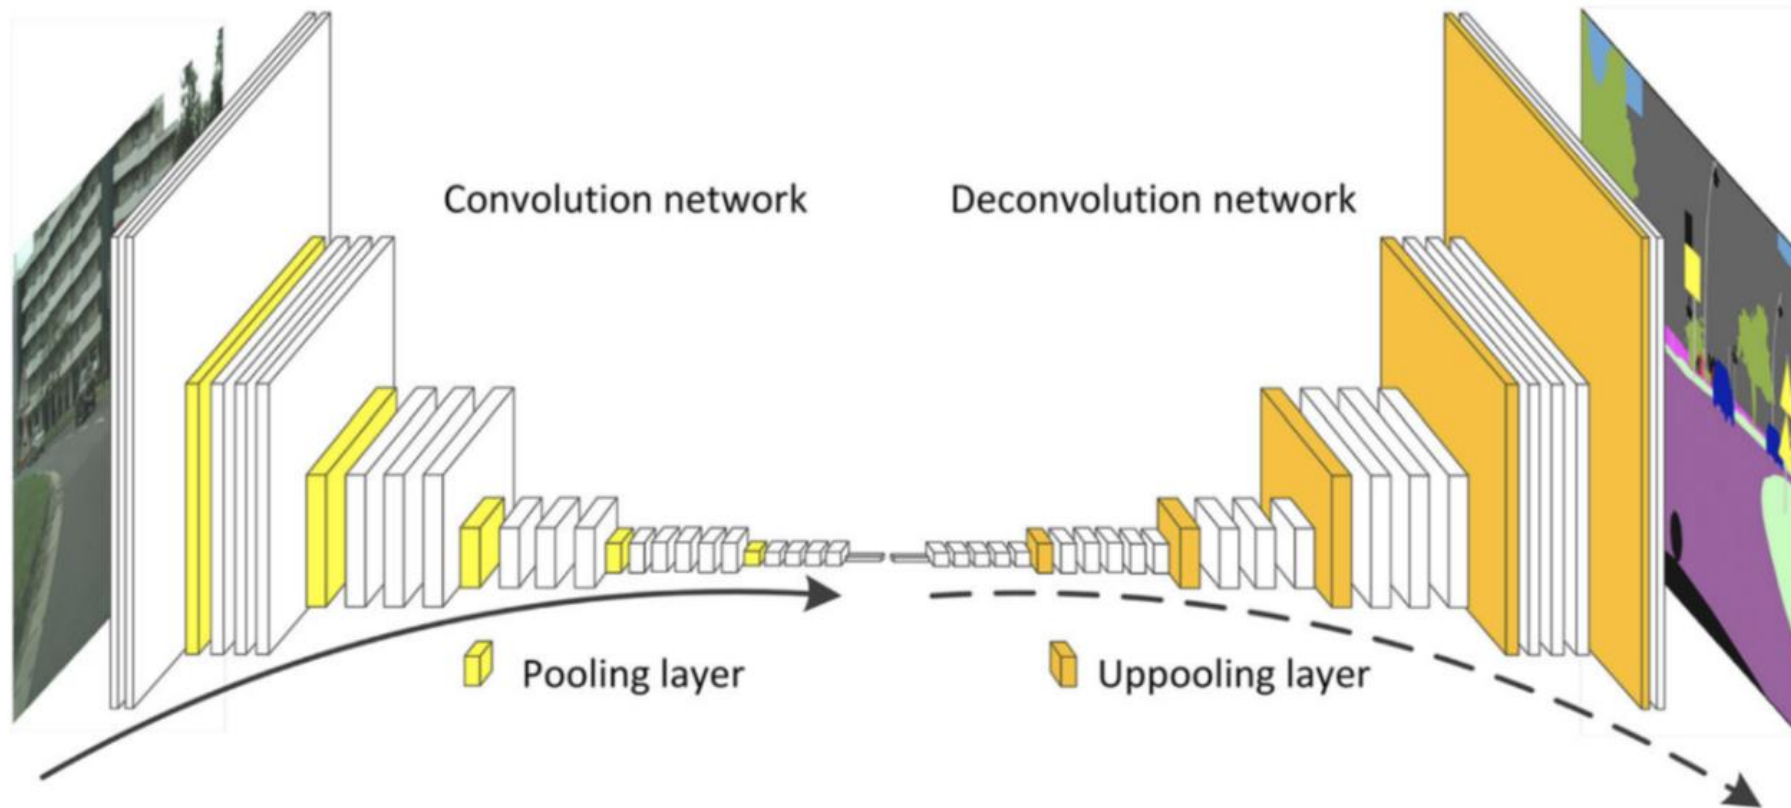 Convolution network
Deconvolution network
Pooling layer
Uppooling layer